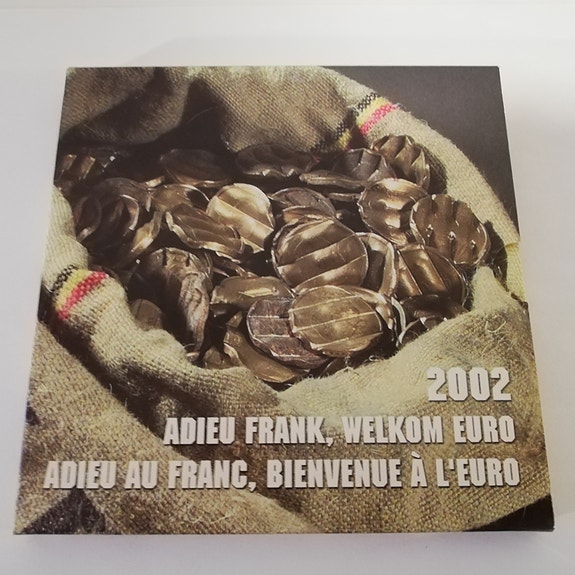 2002
ADIEU FRANK, WELKOM EURO
ADIEU AU FRANC, BIENVENUE À L'EURO